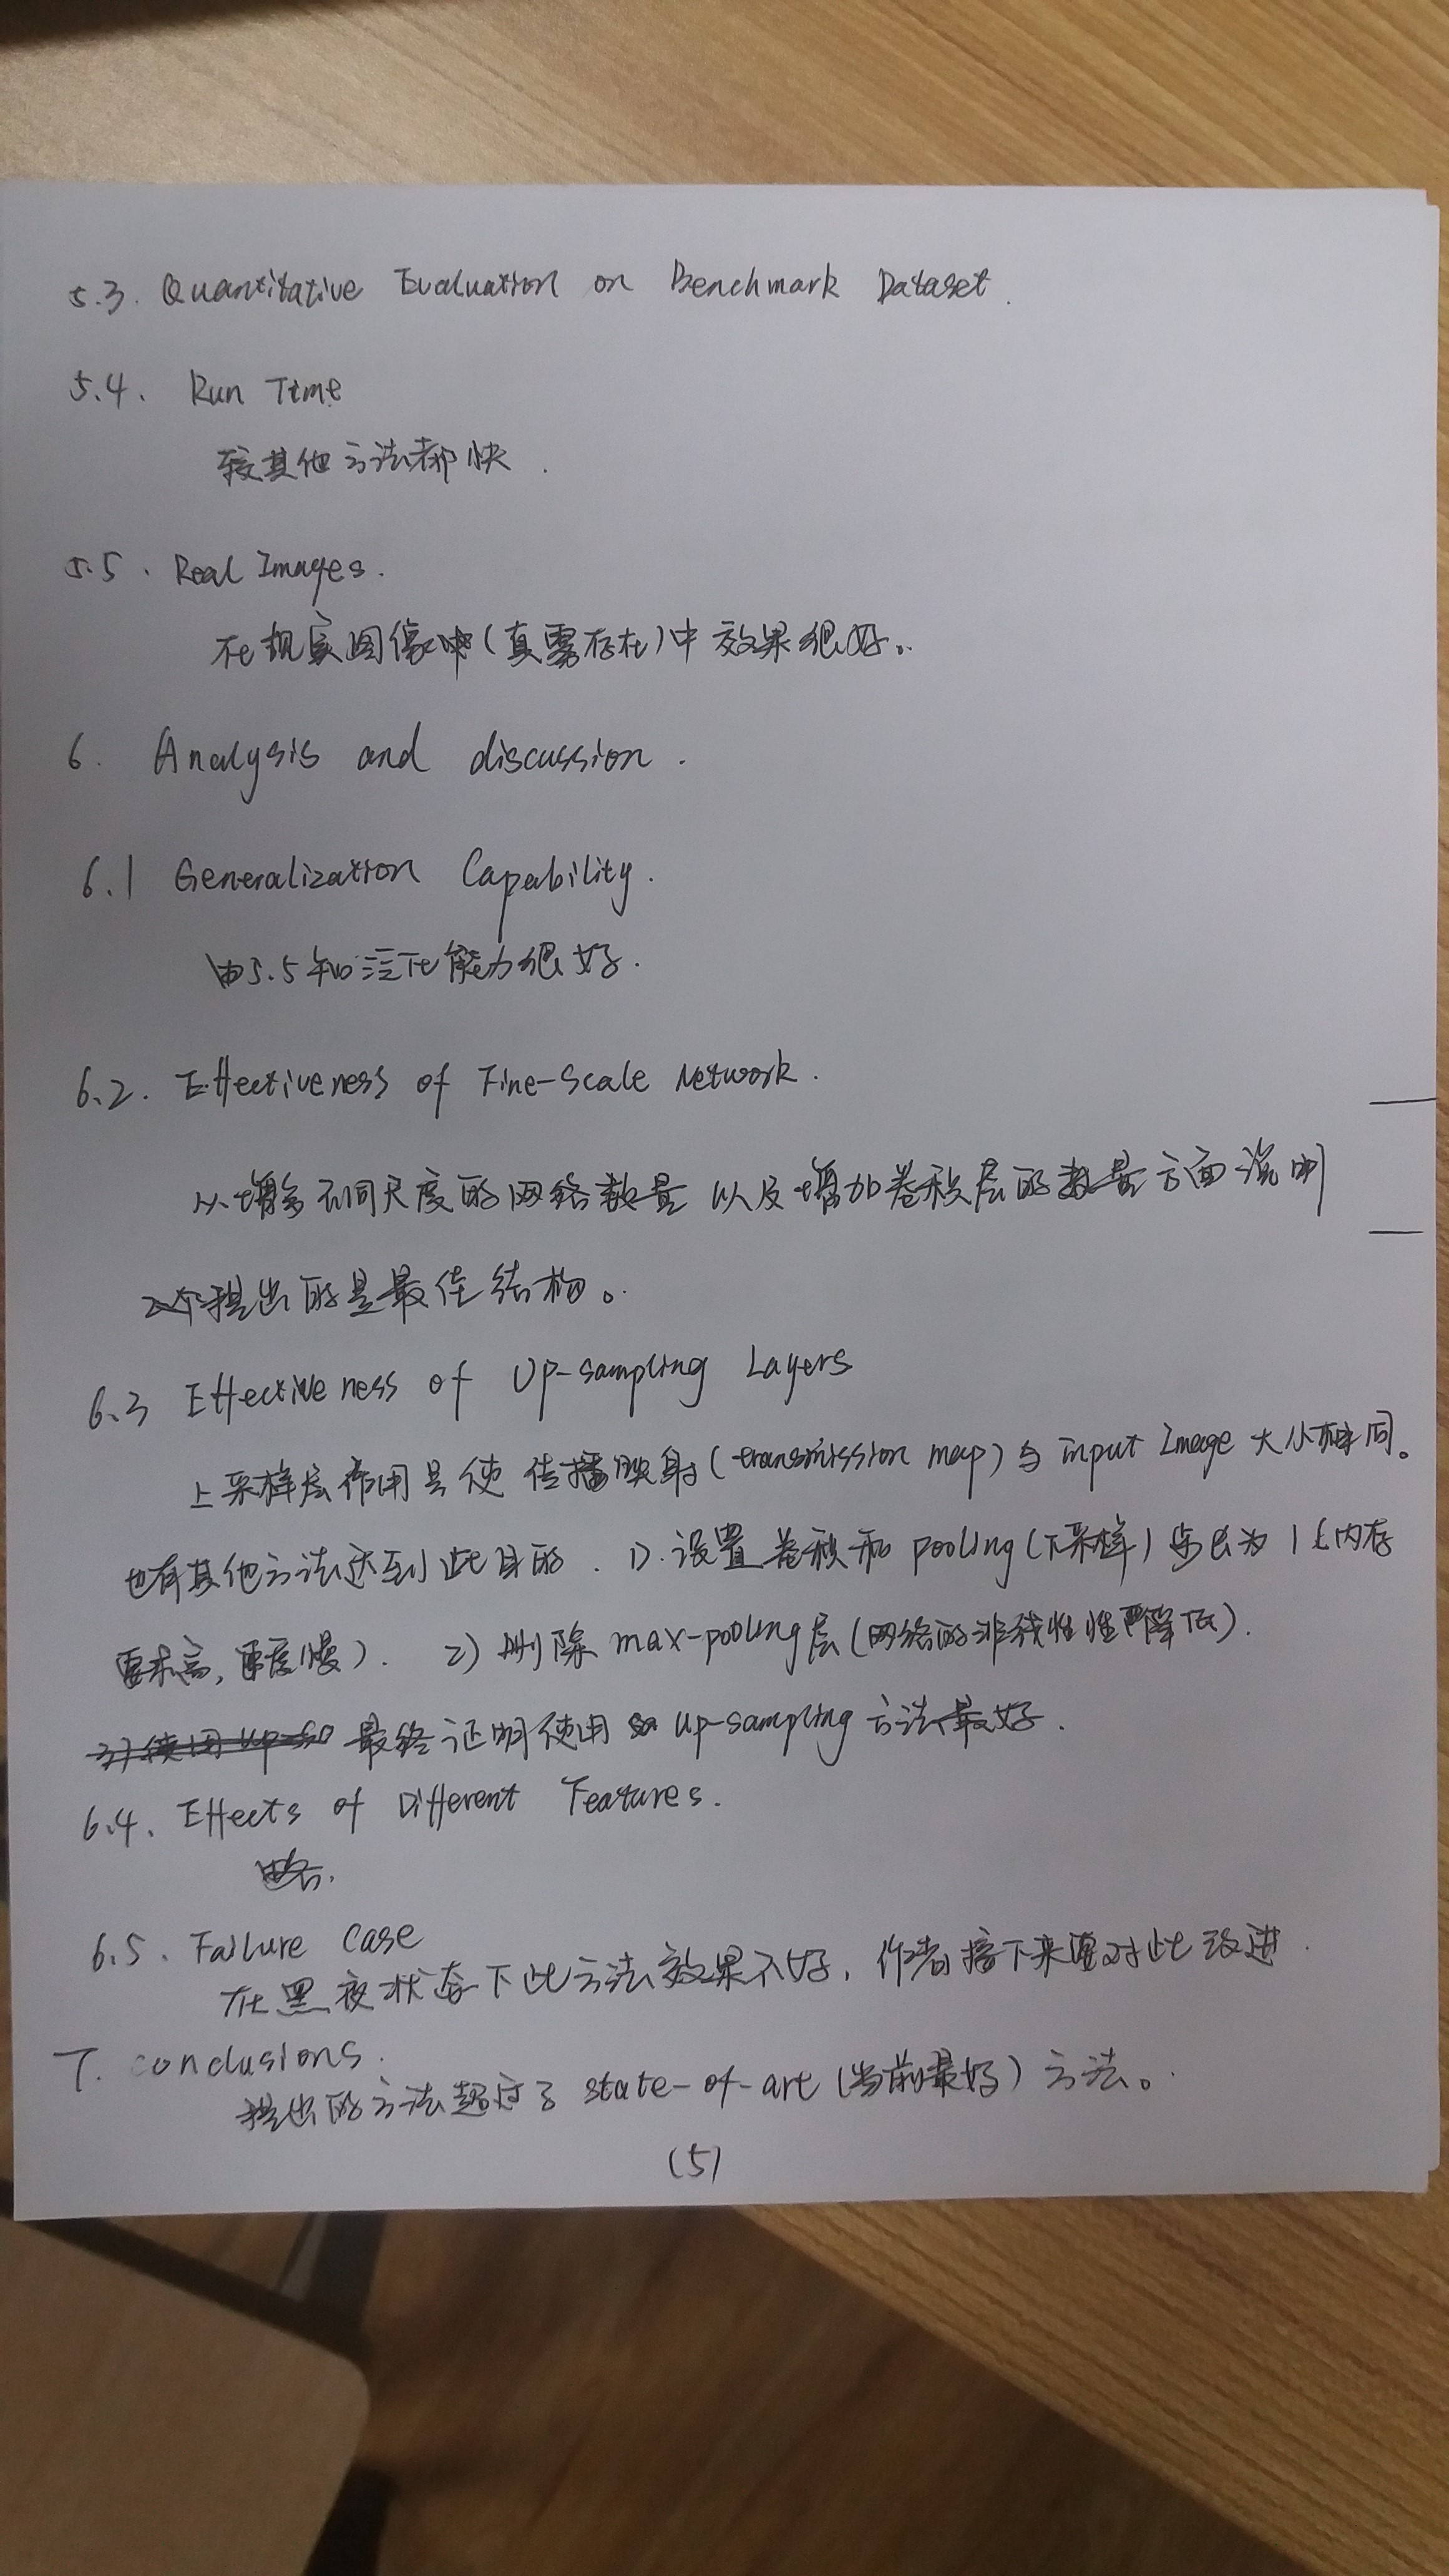 5.3. Quantitative Evaluation on Benchmark Dataset.
5.4. Run Time
较其他方法都快.
5.5. Real Images.
在现实图像中(真雾存在)中效果很好。
6. Analysis and discussion.
6.1 Generalization Capability.
由5.5知泛化能力很好.
6.2. Effectiveness of Fine-Scale Network.
从增多不同尺度的网络数量以及增加卷积层的数量方面说明
提出的是最佳结构。
6.3 Effectiveness of Up-sampling Layers
上采样层作用是使传播映射(transmission map)与input Image大小相同。
也有其他方法达到此目的. 1). 设置卷积和pooling(下采样)步长为1(内存
要求高,速度慢). 2) 删除max-pooling层(网络的非线性性降低).
最终证明使用up-sampling方法最好.
6.4. Effects of Different Features.
略.
6.5. Failure Case
在黑夜状态下此方法效果不好,作者接下来要对此改进.
7. conclusions.
提出的方法超过了state-of-art(当前最好)方法。
(5)